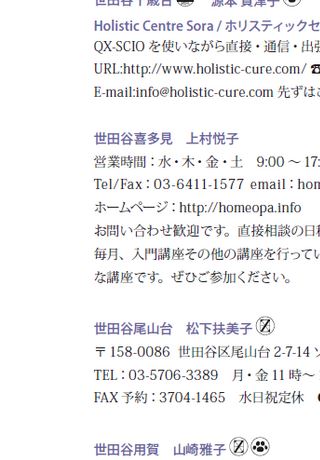 世田谷千歳台
Holistic Centre Sora / ホリスティックセ
QX-SCIO を使いながら直接・通信・出張
URL:http://www.holistic-cure.com/ ☎
E-mail:info@holistic-cure.com 先ずはこ
世田谷喜多見 上村悦子
営業時間:水・木・金・土 9:00 〜 17:
Tel/Fax:03-6411-1577 email:hom
ホームページ:http://homeopa.info
お問い合わせ歓迎です。直接相談の日程
毎月、入門講座その他の講座を行ってい
な講座です。ぜひご参加ください。
世田谷尾山台 松下扶美子
〒158-0086 世田谷区尾山台 2-7-14 ソ
TEL:03-5706-3389 月・金 11 時〜
FAX 予約:3704-1465 水日祝定休
世田谷用賀 山崎雅子